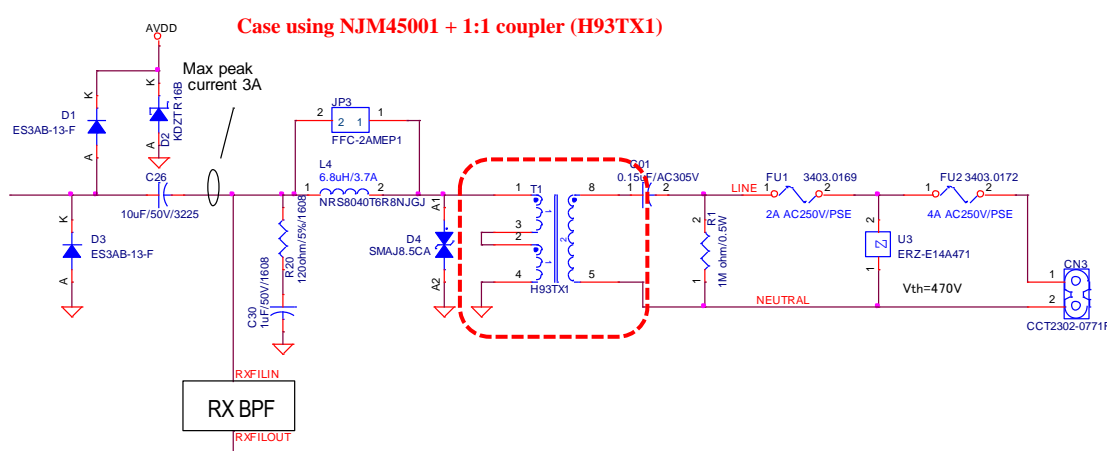 Case using NJM45001 + 1:1 coupler (H93TX1)
AVDD
Max peak
current 3A
K
K
D1
ES3AB-13-F
A
A
D2
KDZTR16B
JP3
2 2 1 1
FFC-2AMEP1
C26
10uF/50V/3225
L4
6.8uH/3.7A
1 2
NRS8040T6R8NJGJ
K
D3
ES3AB-13-F
A
R20
120ohm/5%/1608
C30
1uF/50V/1608
A1
D4
SMAJ8.5CA
A2
1 T1 8
3
2
4 5
1
1
2
H93TX1
0.15uF/AC305V
1 2
LINE
FU1 3403.0169
1 2
2A AC250V/PSE
FU2 3403.0172
1 2
4A AC250V/PSE
2
R1
1M ohm/0.5W
1
2
U3
Z
ERZ-E14A471
1
Vth=470V
NEUTRAL
CN3
1
2
CCT2302-0771F
RXFILIN
RX BPF
RXFILOUT